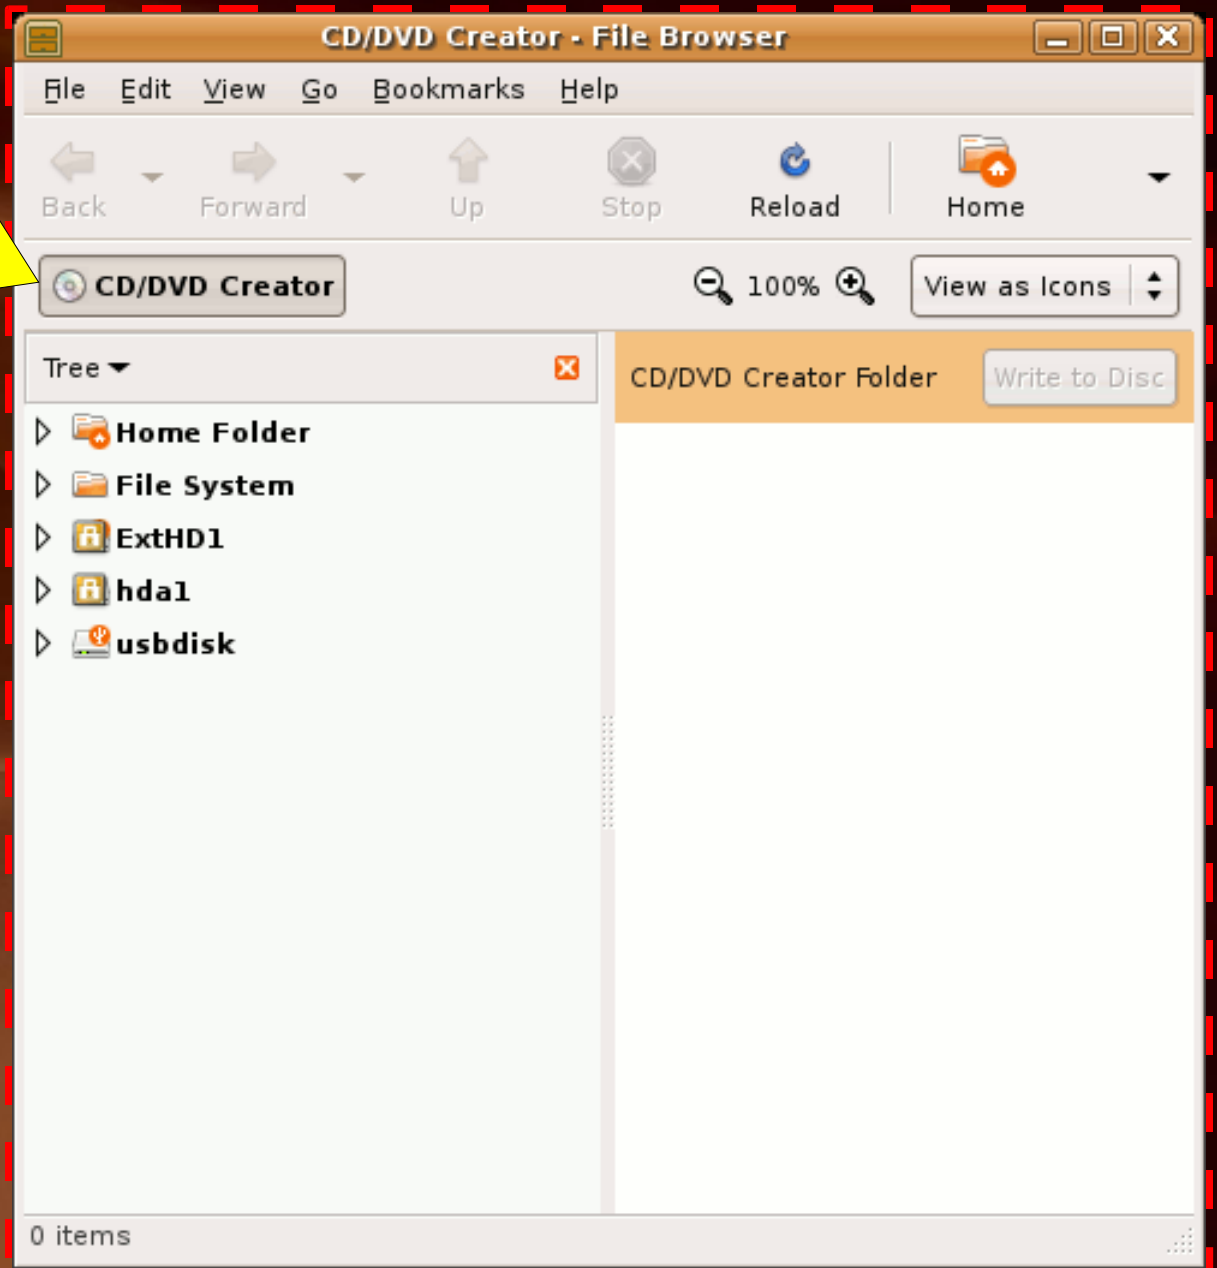 CD/DVD Creator - File Browser
File Edit View Go Bookmarks Help
Back Forward Up Stop Reload Home
CD/DVD Creator 100% View as Icons
Tree
CD/DVD Creator Folder Write to Disc
Home Folder
File System
ExtHD1
hda1
usbdisk
0 items